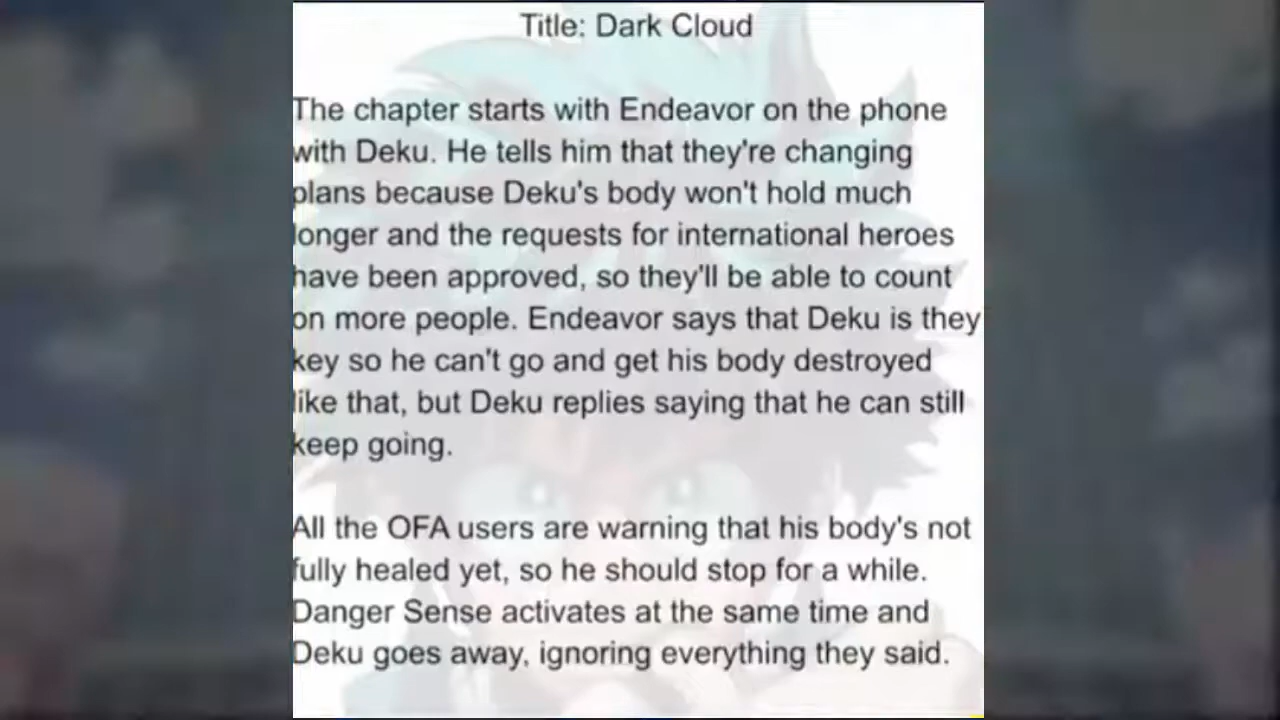 Title: Dark Cloud
The chapter starts with Endeavor on the phone
with Deku. He tells him that they're changing
plans because Deku's body won't hold much
longer and the requests for international heroes
have been approved, so they'll be able to count
on more people. Endeavor says that Deku is they
key so he can't go and get his body destroyed
like that, but Deku replies saying that he can still
keep going.
All the OFA users are warning that his body's not
fully healed yet, so he should stop for a while.
Danger Sense activates at the same time and
Deku goes away, ignoring everything they said.